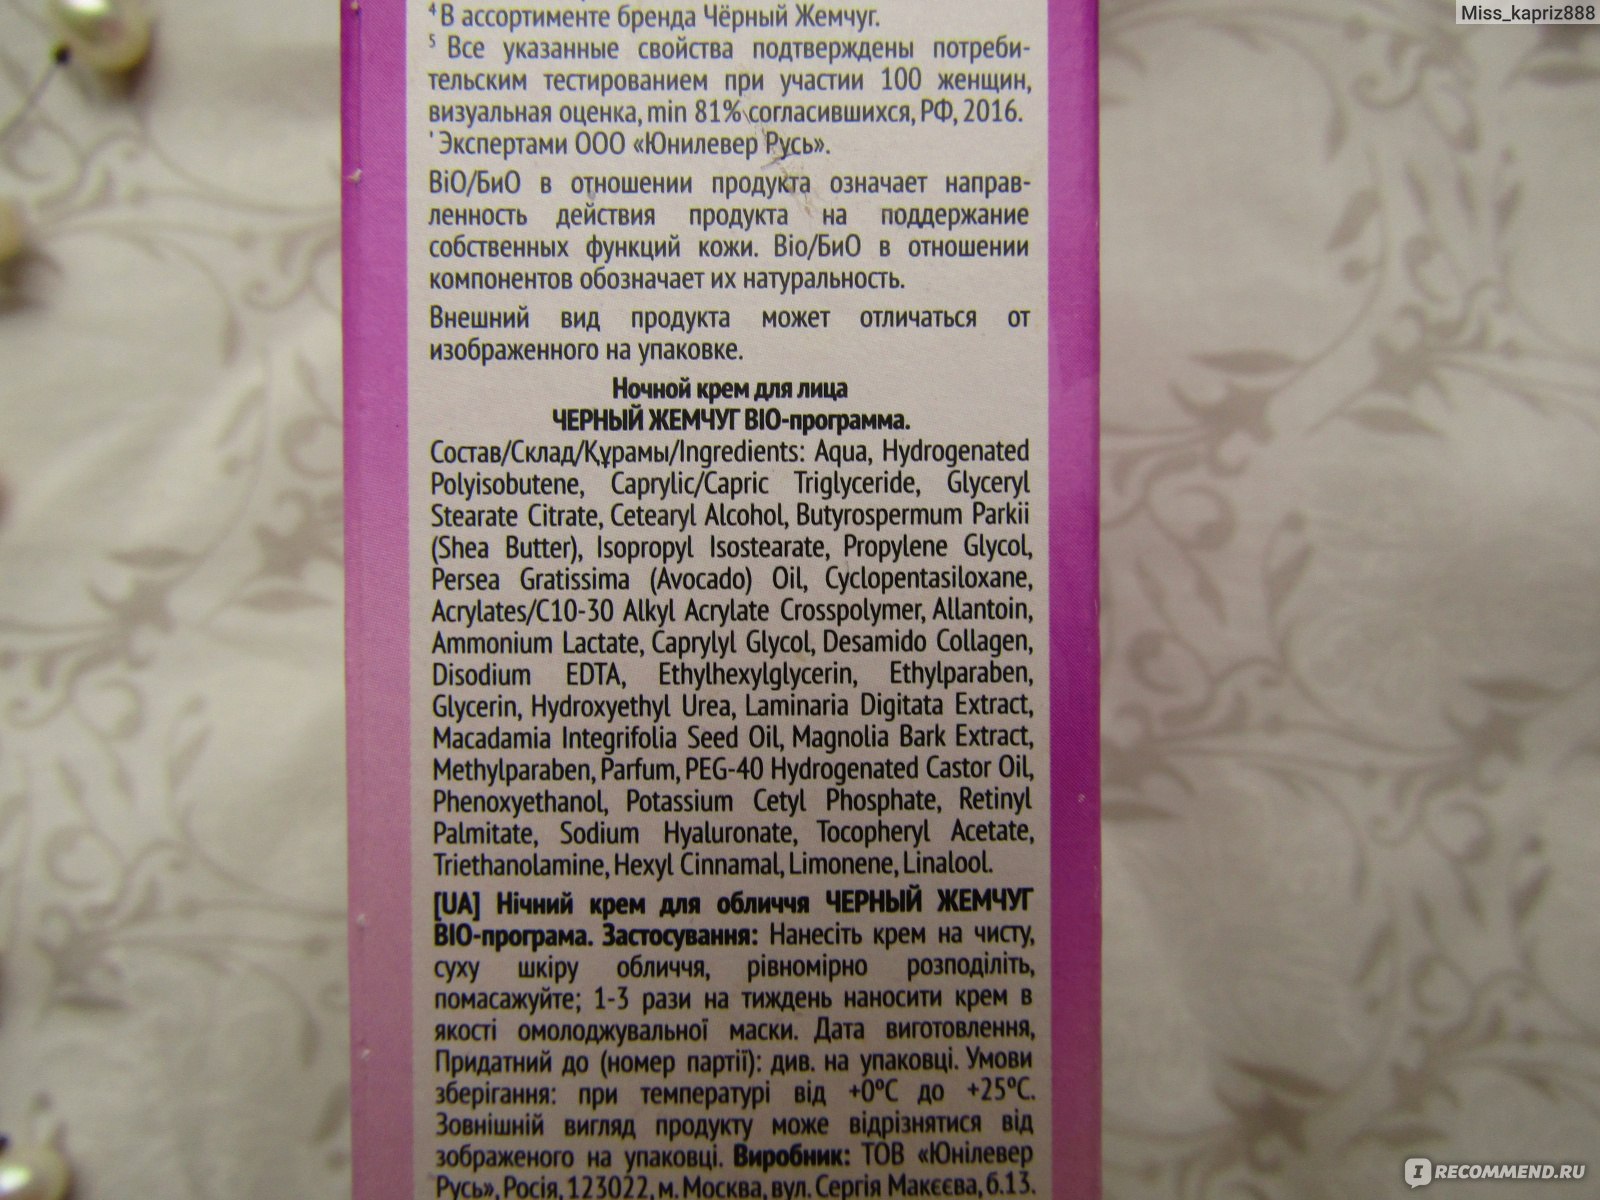 Miss_kapriz888
⁴В ассортименте бренда Чёрный Жемчуг.
⁵ Все указанные свойства подтверждены потреби-
тельским тестированием при участии 100 женщин,
визуальная оценка, min 81% согласившихся, РФ, 2016.
' Экспертами ООО «Юнилевер Русь».
BiO/БиО в отношении продукта означает направ-
ленность действия продукта на поддержание
собственных функций кожи. Bio/БиО в отношении
компонентов обозначает их натуральность.
Внешний вид продукта может отличаться от
изображенного на упаковке.
Ночной крем для лица
ЧЕРНЫЙ ЖЕМЧУГ BIO-программа.
Состав/Склад/Құрамы/Ingredients: Aqua, Hydrogenated
Polyisobutene, Caprylic/Capric Triglyceride, Glyceryl
Stearate Citrate, Cetearyl Alcohol, Butyrospermum Parkii
(Shea Butter), Isopropyl Isostearate, Propylene Glycol,
Persea Gratissima (Avocado) Oil, Cyclopentasiloxane,
Acrylates/C10-30 Alkyl Acrylate Crosspolymer, Allantoin,
Ammonium Lactate, Caprylyl Glycol, Desamido Collagen,
Disodium EDTA, Ethylhexylglycerin, Ethylparaben,
Glycerin, Hydroxyethyl Urea, Laminaria Digitata Extract,
Macadamia Integrifolia Seed Oil, Magnolia Bark Extract,
Methylparaben, Parfum, PEG-40 Hydrogenated Castor Oil,
Phenoxyethanol, Potassium Cetyl Phosphate, Retinyl
Palmitate, Sodium Hyaluronate, Tocopheryl Acetate,
Triethanolamine, Hexyl Cinnamal, Limonene, Linalool.
[UA] Нічний крем для обличчя ЧЕРНЫЙ ЖЕМЧУГ
BIO-програма. Застосування: Нанесіть крем на чисту,
суху шкіру обличчя, рівномірно розподіліть,
помасажуйте; 1-3 рази на тиждень наносити крем в
якості омолоджувальної маски. Дата виготовлення,
Придатний до (номер партії): див. на упаковці. Умови
зберігання: при температурі від +0°С до +25°С.
Зовнішній вигляд продукту може відрізнятися від
зображеного на упаковці. Виробник: ТОВ «Юнілевер
Русь», Росія, 123022, м. Москва, вул. Сергія Макєєва, б.13.
IRECOMMEND.RU